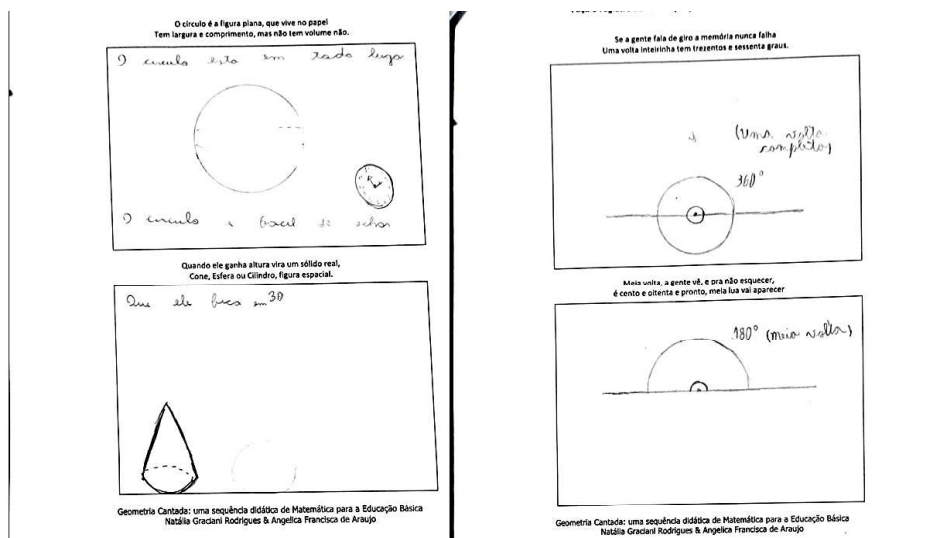 O círculo é a figura plana, que vive no papel
Tem largura e comprimento, mas não tem volume não.
O circulo esta em todo luga
O circulo e facil de achar
Quando ele ganha altura vira um sólido real,
Cone, Esfera ou Cilindro, figura espacial.
Que ele fica em 3D
Geometria Cantada: uma sequência didática de Matemática para a Educação Básica
Natália Graciani Rodrigues & Angelica Francisca de Araujo
Se a gente fala de giro a memória nunca falha
Uma volta inteirinha tem trezentos e sessenta graus.
(Uma volta
completa)
360°
Meia volta, a gente vê, e pra não esquecer,
é cento e oitenta e pronto, meia lua vai aparecer
180° (meia volta)
Geometria Cantada: uma sequência didática de Matemática para a Educação Básica
Natália Graciani Rodrigues & Angelica Francisca de Araujo